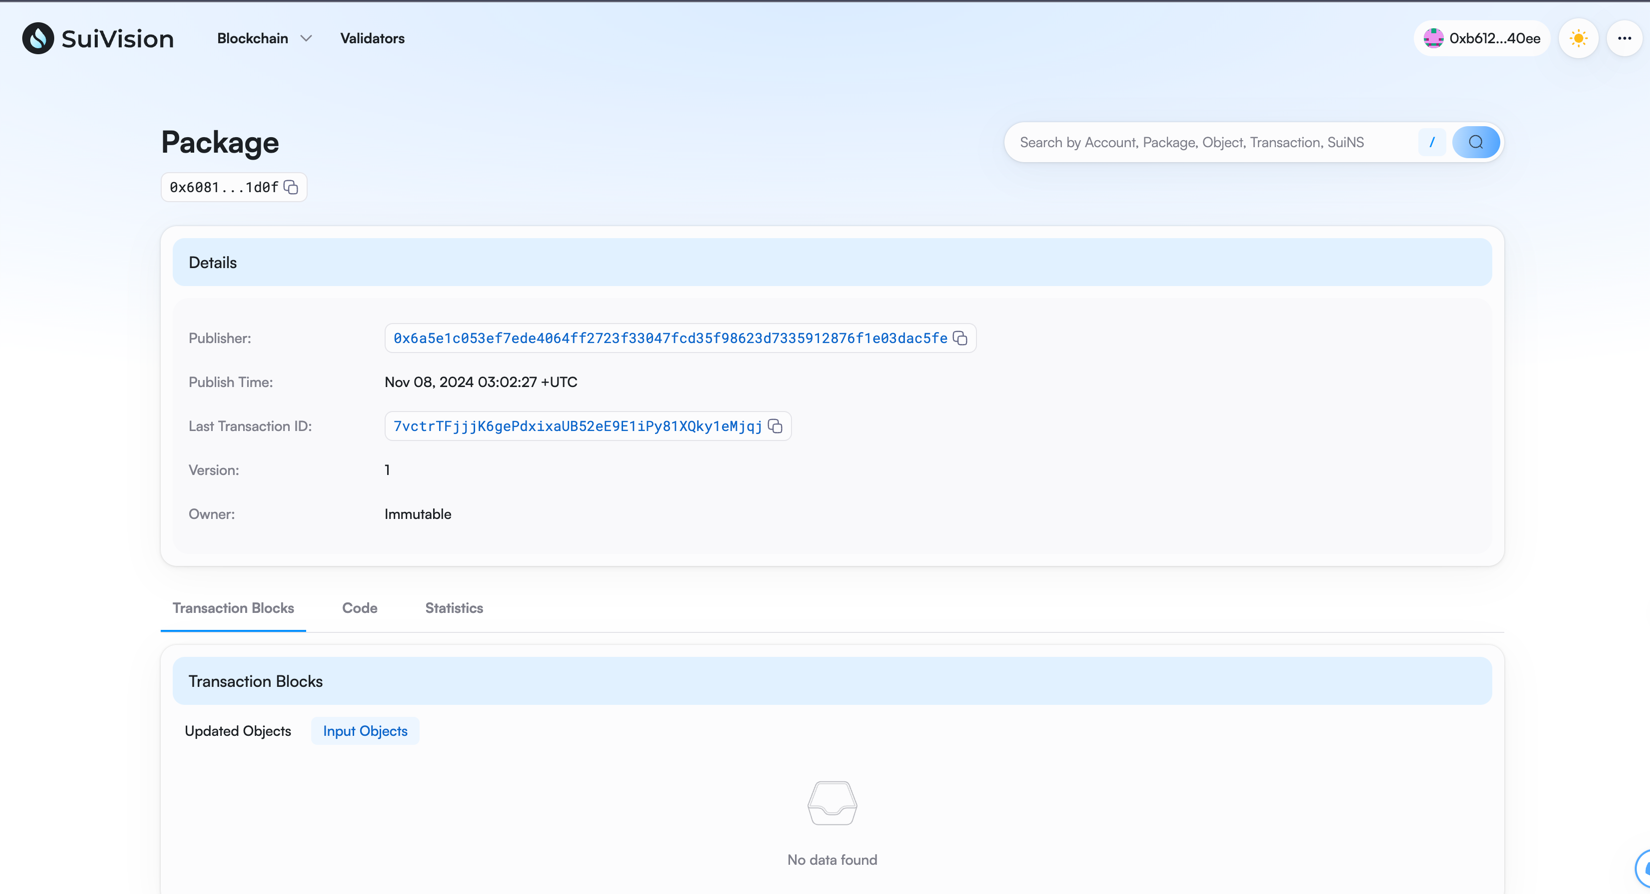 SuiVision Blockchain Validators 0xb612...40ee
Package
Search by Account, Package, Object, Transaction, SuiNS /
0x6081...1d0f
Details
Publisher: 0x6a5e1c053ef7ede4064ff2723f33047fcd35f98623d7335912876f1e03dac5fe
Publish Time: Nov 08, 2024 03:02:27 +UTC
Last Transaction ID: 7vctrTFjjjK6gePdxixaUB52eE9E1iPy81XQky1eMjqj
Version: 1
Owner: Immutable
Transaction Blocks Code Statistics
Transaction Blocks
Updated Objects Input Objects
No data found